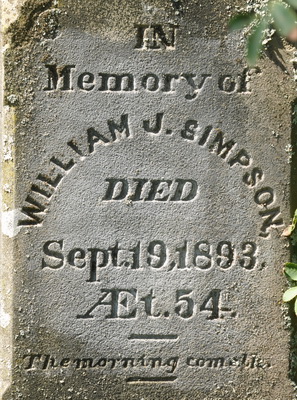 IN
Memory of
WILLIAM J. SIMPSON,
DIED
Sept. 19, 1893.
Æt. 54.
The morning cometh.